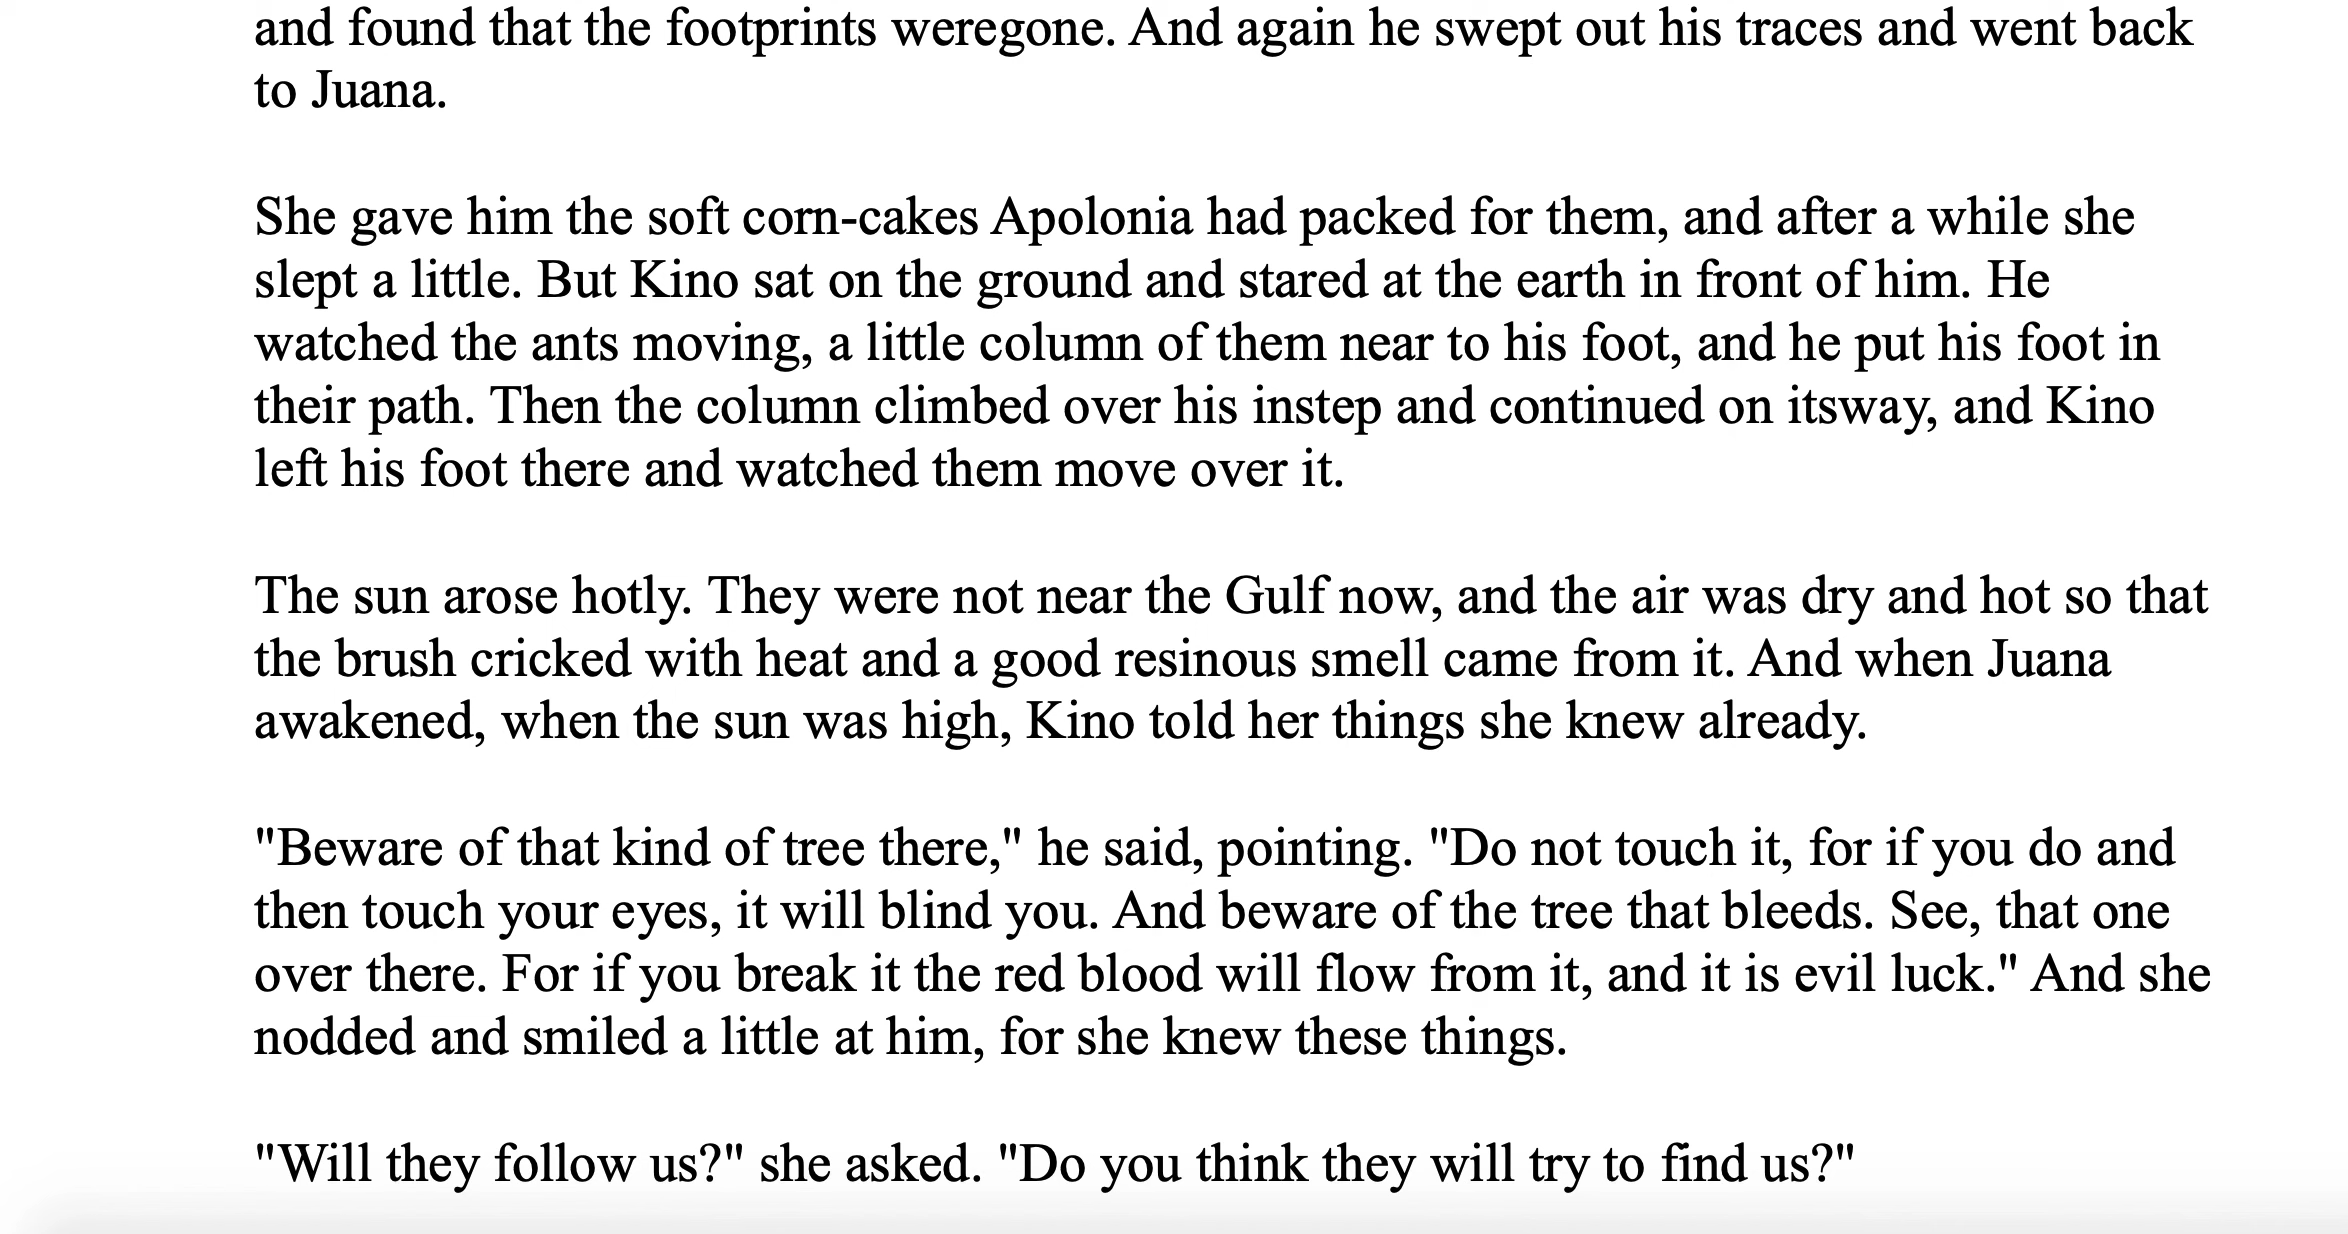 and found that the footprints weregone. And again he swept out his traces and went back
to Juana.
She gave him the soft corn-cakes Apolonia had packed for them, and after a while she
slept a little. But Kino sat on the ground and stared at the earth in front of him. He
watched the ants moving, a little column of them near to his foot, and he put his foot in
their path. Then the column climbed over his instep and continued on itsway, and Kino
left his foot there and watched them move over it.
The sun arose hotly. They were not near the Gulf now, and the air was dry and hot so that
the brush cricked with heat and a good resinous smell came from it. And when Juana
awakened, when the sun was high, Kino told her things she knew already.
"Beware of that kind of tree there," he said, pointing. "Do not touch it, for if you do and
then touch your eyes, it will blind you. And beware of the tree that bleeds. See, that one
over there. For if you break it the red blood will flow from it, and it is evil luck." And she
nodded and smiled a little at him, for she knew these things.
"Will they follow us?" she asked. "Do you think they will try to find us?"